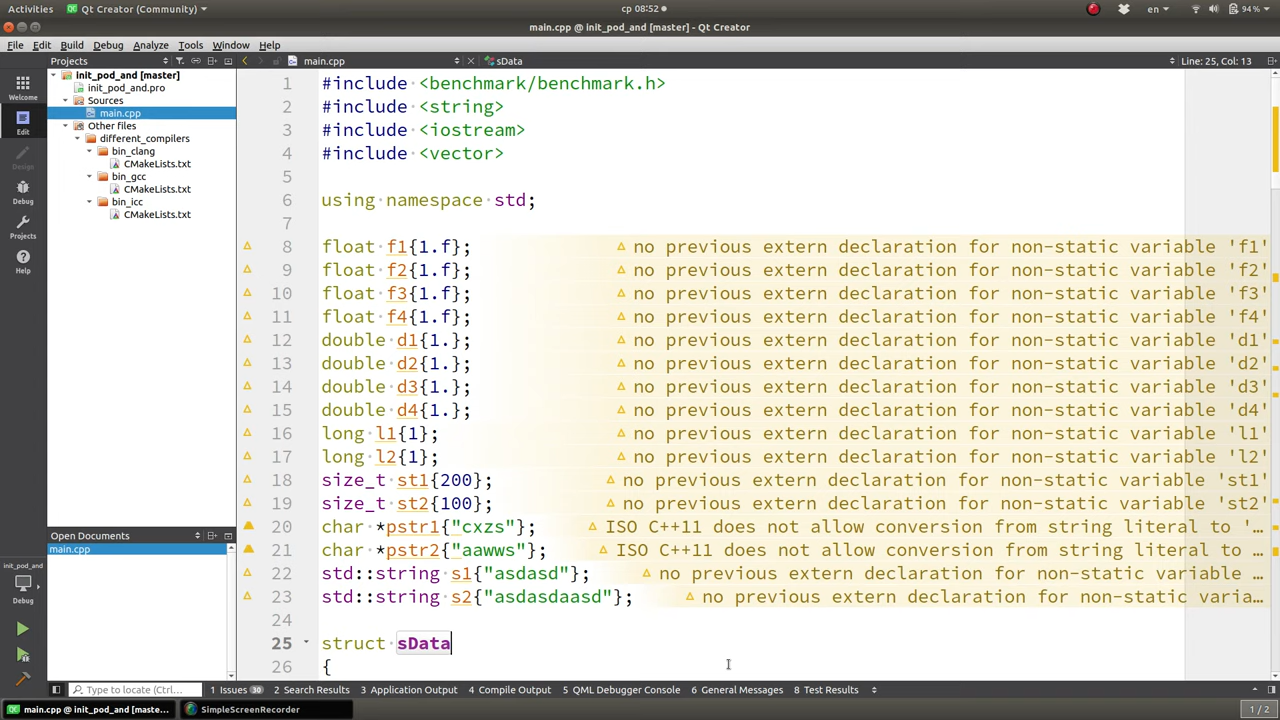 Activities Qt Creator (Community) ср 08:52 en 94%
main.cpp @ init_pod_and [master] - Qt Creator
File Edit Build Debug Analyze Tools Window Help
Projects main.cpp sData Line: 25, Col: 13
Welcome
Edit
Design
Debug
Projects
Help
init_pod_and
Debug
init_pod_and [master]
init_pod_and.pro
Sources
main.cpp
Other files
different_compilers
bin_clang
CMakeLists.txt
bin_gcc
CMakeLists.txt
bin_icc
CMakeLists.txt
Open Documents
main.cpp
1 #include <benchmark/benchmark.h>
2 #include <string>
3 #include <iostream>
4 #include <vector>
5
6 using namespace std;
7
8 float f1{1.f}; no previous extern declaration for non-static variable 'f1'
9 float f2{1.f}; no previous extern declaration for non-static variable 'f2'
10 float f3{1.f}; no previous extern declaration for non-static variable 'f3'
11 float f4{1.f}; no previous extern declaration for non-static variable 'f4'
12 double d1{1.}; no previous extern declaration for non-static variable 'd1'
13 double d2{1.}; no previous extern declaration for non-static variable 'd2'
14 double d3{1.}; no previous extern declaration for non-static variable 'd3'
15 double d4{1.}; no previous extern declaration for non-static variable 'd4'
16 long l1{1}; no previous extern declaration for non-static variable 'l1'
17 long l2{1}; no previous extern declaration for non-static variable 'l2'
18 size_t st1{200}; no previous extern declaration for non-static variable 'st1'
19 size_t st2{100}; no previous extern declaration for non-static variable 'st2'
20 char *pstr1{"cxzs"}; ISO C++11 does not allow conversion from string literal to '…
21 char *pstr2{"aawws"}; ISO C++11 does not allow conversion from string literal to …
22 std::string s1{"asdasd"}; no previous extern declaration for non-static variable …
23 std::string s2{"asdasdaasd"}; no previous extern declaration for non-static varia…
24
25 struct sData
26 {
Type to locate (Ctrl... 1 Issues 30 2 Search Results 3 Application Output 4 Compile Output 5 QML Debugger Console 6 General Messages 8 Test Results
main.cpp @ init_pod_and [maste... SimpleScreenRecorder 1 / 2